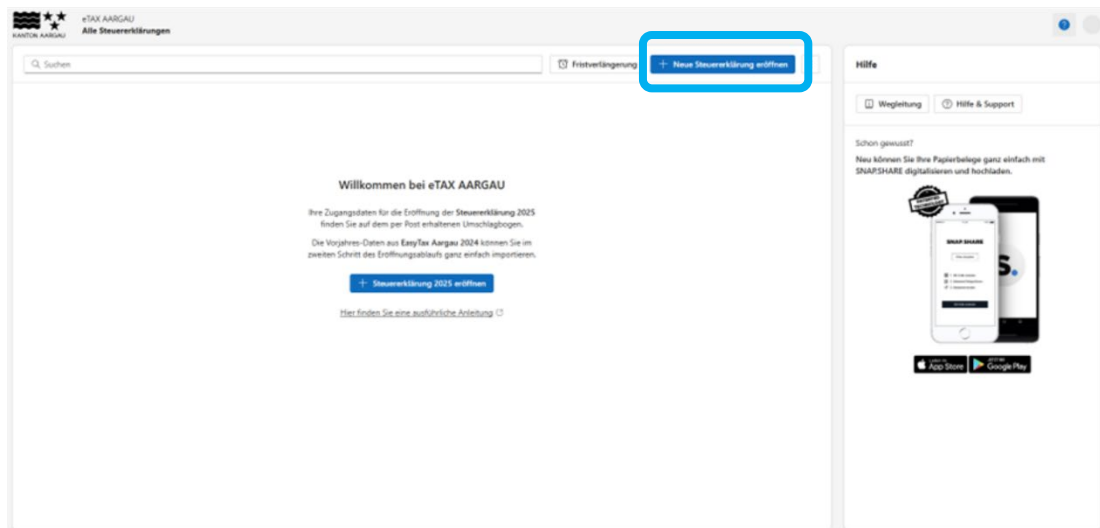 eTAX AARGAU
KANTON AARGAU
Alle Steuererklärungen
Suchen
Fristverlängerung
+ Neue Steuererklärung eröffnen
Willkommen bei eTAX AARGAU
Ihre Zugangsdaten für die Eröffnung der Steuererklärung 2025
finden Sie auf dem per Post erhaltenen Umschlagbogen.
Die Vorjahres-Daten aus EasyTax Aargau 2024 können Sie im
zweiten Schritt des Eröffnungsablaufs ganz einfach importieren.
+ Steuererklärung 2025 eröffnen
Hier finden Sie eine ausführliche Anleitung
?
Hilfe
Wegleitung
Hilfe & Support
Schon gewusst?
Neu können Sie Ihre Papierbelege ganz einfach mit
SNAP.SHARE digitalisieren und hochladen.
SNAP.SHARE
s.
App Store
Google Play